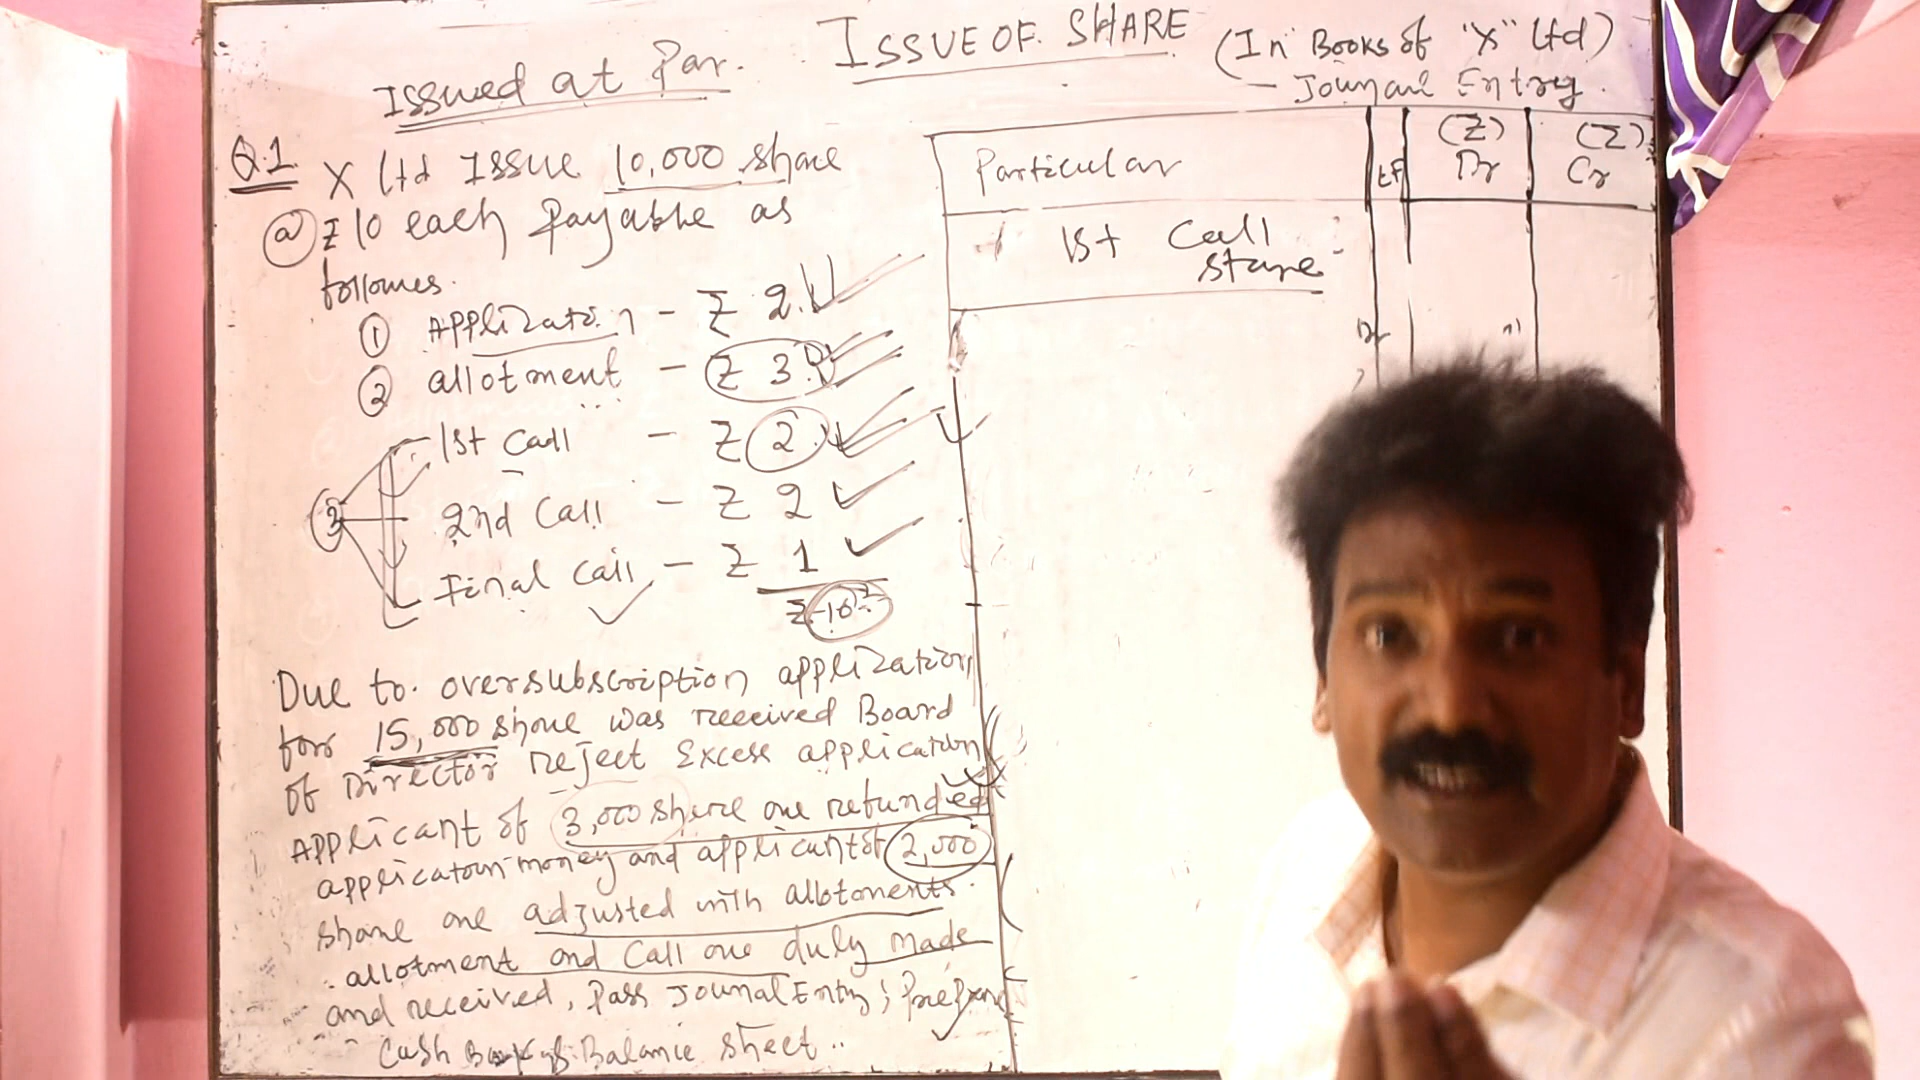 ISSUE OF SHARE
Issued at Par.
(In Books of "X" Ltd)
Journal Entry.
Q.1 X Ltd Issue 10,000 share
@ ₹10 each payable as
follows.
① Application - ₹ 2
② allotment - ₹ 3
③ 1st Call - ₹ 2
2nd Call - ₹ 2
Final Call - ₹ 1
₹ 10
Due to oversubscription application
for 15,000 share was received Board
of Director reject Excess application
Applicant of 3,000 share are refunded
application money and applicant of 2,000
share are adjusted with allotments.
allotment and Call are duly made
and received, Pass Journal Entry; Prepare
Cash Book & Balance sheet..
Particular LF (₹) Dr (₹) Cr
1st Call
stage
Dr